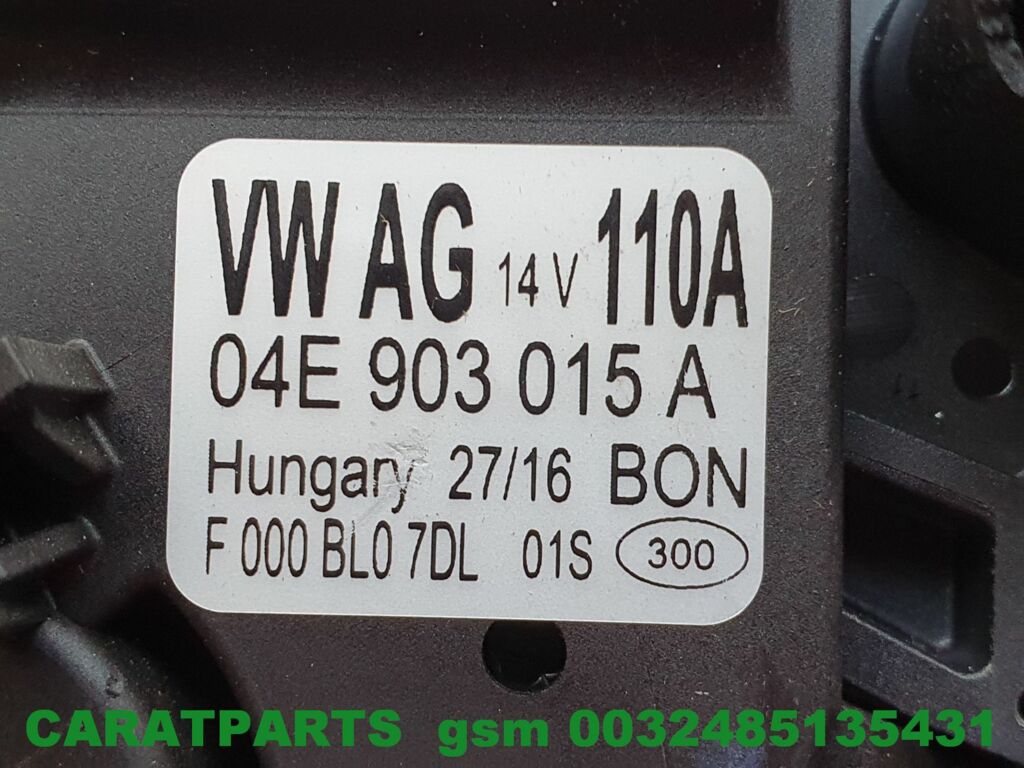 VW AG 14 V 110A
04E 903 015 A
Hungary 27/16 BON
F 000 BL0 7DL 01S 300
CARATPARTS gsm 0032485135431